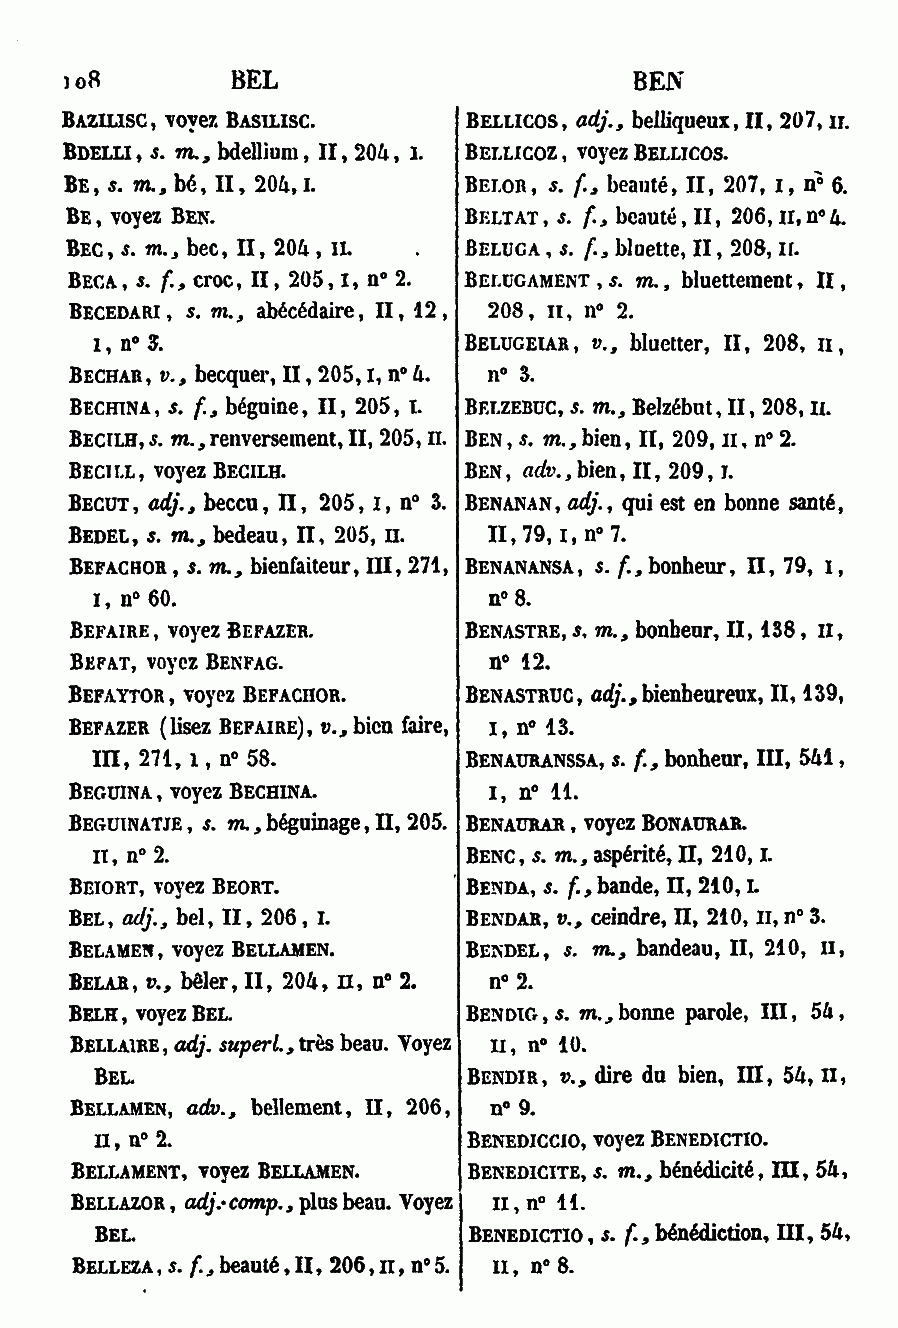 108 BEL BEN
BAZILISC, voyez BASILISC.
BDELLI, s. m., bdellium, II, 204, I.
BE, s. m., bé, II, 204, I.
BE, voyez BEN.
BEC, s. m., bec, II, 204, II.
BECA, s. f., croc, II, 205, I, n° 2.
BECEDARI, s. m., abécédaire, II, 12,
I, n° 3.
BECHAR, v., becquer, II, 205, I, n° 4.
BECHINA, s. f., béguine, II, 205, I.
BECILH, s. m., renversement, II, 205, II.
BECILL, voyez BECILH.
BECUT, adj., beccu, II, 205, I, n° 3.
BEDEL, s. m., bedeau, II, 205, II.
BEFACHOR, s. m., bienfaiteur, III, 271,
I, n° 60.
BEFAIRE, voyez BEFAZER.
BEFAT, voyez BENFAG.
BEFAYTOR, voyez BEFACHOR.
BEFAZER (lisez BEFAIRE), v., bien faire,
III, 271, I, n° 58.
BEGUINA, voyez BECHINA.
BEGUINATJE, s. m., béguinage, II, 205.
II, n° 2.
BEIORT, voyez BEORT.
BEL, adj., bel, II, 206, I.
BELAMEN, voyez BELLAMEN.
BELAR, v., bêler, II, 204, II, n° 2.
BELH, voyez BEL.
BELLAIRE, adj. superl., très beau. Voyez
BEL.
BELLAMEN, adv., bellement, II, 206,
II, n° 2.
BELLAMENT, voyez BELLAMEN.
BELLAZOR, adj. comp., plus beau. Voyez
BEL.
BELLEZA, s. f., beauté, II, 206, II, n° 5.
BELLICOS, adj., belliqueux, II, 207, II.
BELLICOZ, voyez BELLICOS.
BELOR, s. f., beauté, II, 207, I, n° 6.
BELTAT, s. f., beauté, II, 206, II, n° 4.
BELUGA, s. f., bluette, II, 208, II.
BELUGAMENT, s. m., bluettement, II,
208, II, n° 2.
BELUGEIAR, v., bluetter, II, 208, II,
n° 3.
BELZEBUC, s. m., Belzébut, II, 208, II.
BEN, s. m., bien, II, 209, II, n° 2.
BEN, adv., bien, II, 209, I.
BENANAN, adj., qui est en bonne santé,
II, 79, I, n° 7.
BENANANSA, s. f., bonheur, II, 79, I,
n° 8.
BENASTRE, s. m., bonheur, II, 138, II,
n° 12.
BENASTRUC, adj., bienheureux, II, 139,
I, n° 13.
BENAURANSSA, s. f., bonheur, III, 541,
I, n° 11.
BENAURAR, voyez BONAURAR.
BENC, s. m., aspérité, II, 210, I.
BENDA, s. f., bande, II, 210, I.
BENDAR, v., ceindre, II, 210, II, n° 3.
BENDEL, s. m., bandeau, II, 210, II,
n° 2.
BENDIG, s. m., bonne parole, III, 54,
II, n° 10.
BENDIR, v., dire du bien, III, 54, II,
n° 9.
BENEDICCIO, voyez BENEDICTIO.
BENEDICITE, s. m., bénédicité, III, 54,
II, n° 11.
BENEDICTIO, s. f., bénédiction, III, 54,
II, n° 8.